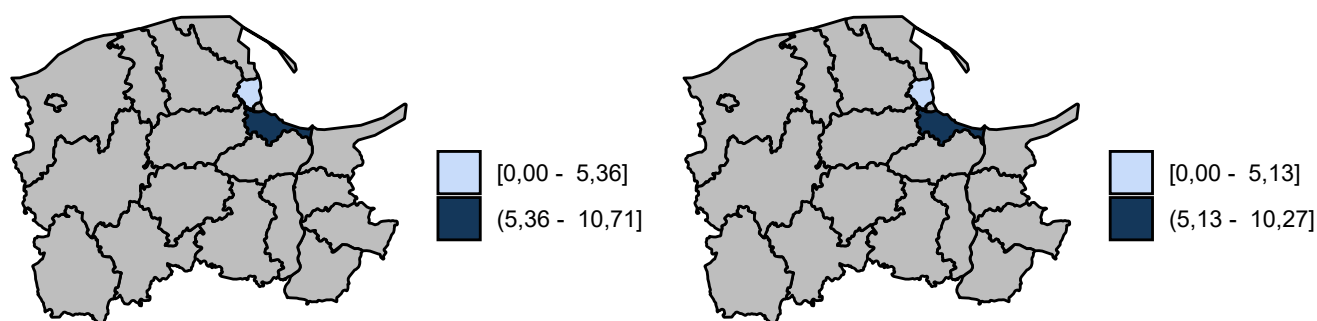 [0,00 - 5,36]
(5,36 - 10,71]
[0,00 - 5,13]
(5,13 - 10,27]